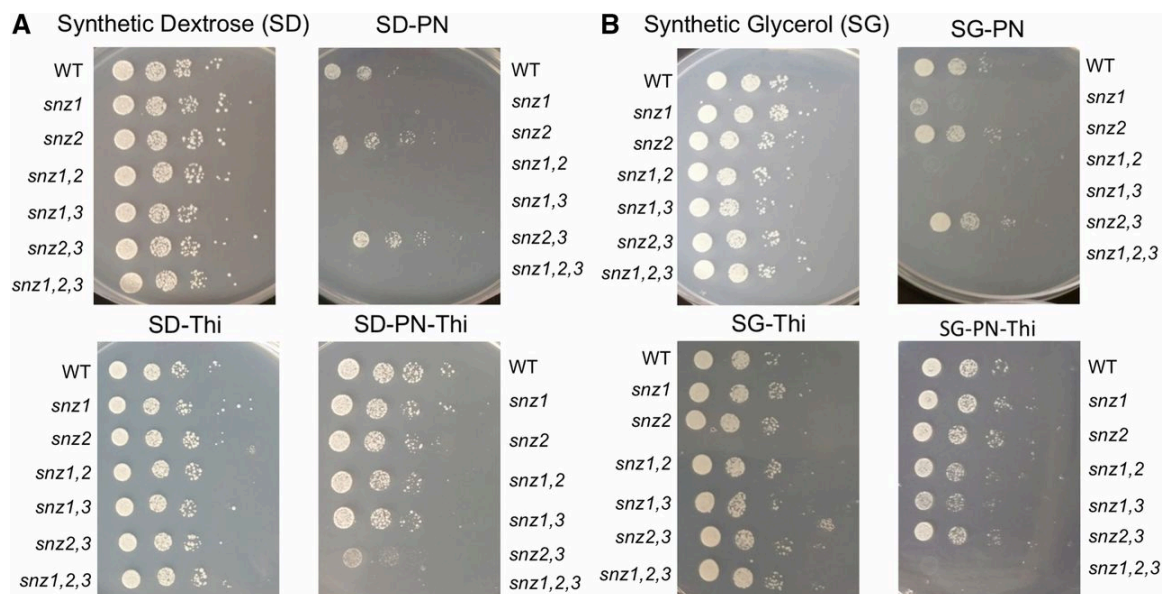 A Synthetic Dextrose (SD) SD-PN
WT
snz1
snz2
snz1,2
snz1,3
snz2,3
snz1,2,3
WT
snz1
snz2
snz1,2
snz1,3
snz2,3
snz1,2,3
B Synthetic Glycerol (SG) SG-PN
WT
snz1
snz2
snz1,2
snz1,3
snz2,3
snz1,2,3
WT
snz1
snz2
snz1,2
snz1,3
snz2,3
snz1,2,3
SD-Thi SD-PN-Thi
WT
snz1
snz2
snz1,2
snz1,3
snz2,3
snz1,2,3
WT
snz1
snz2
snz1,2
snz1,3
snz2,3
snz1,2,3
SG-Thi SG-PN-Thi
WT
snz1
snz2
snz1,2
snz1,3
snz2,3
snz1,2,3
WT
snz1
snz2
snz1,2
snz1,3
snz2,3
snz1,2,3